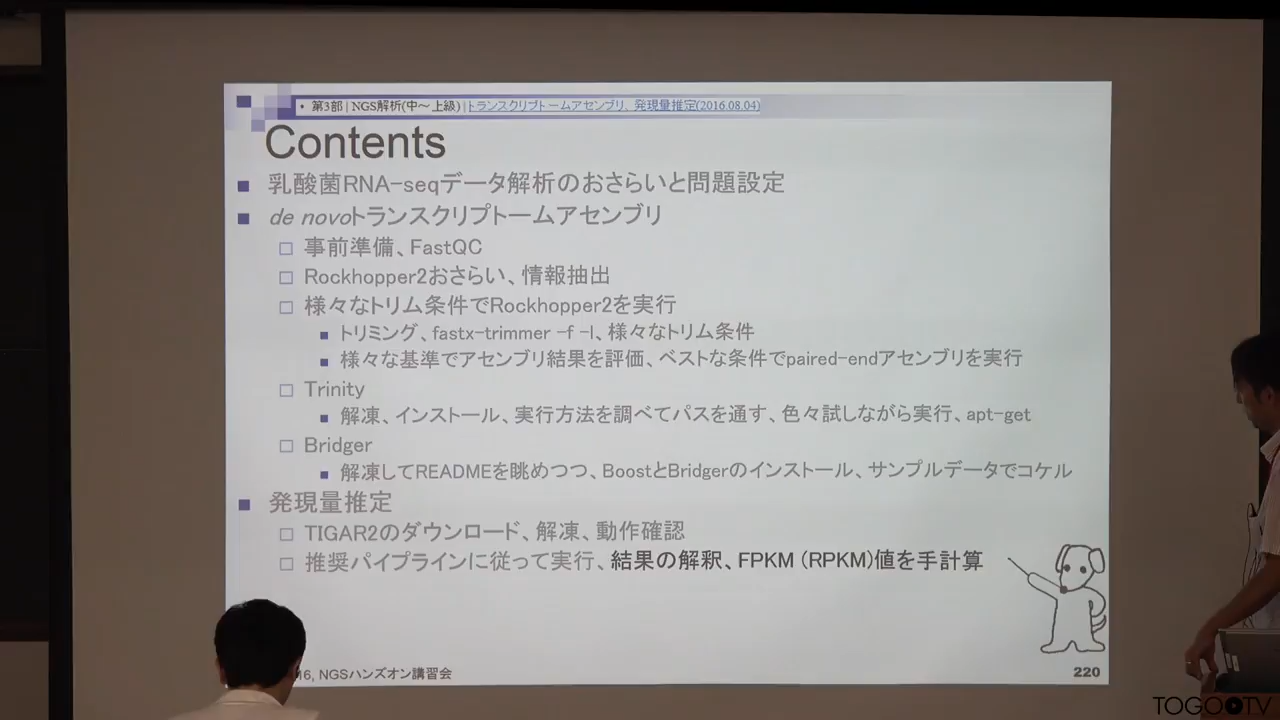 • 第3部 | NGS解析(中～上級) | トランスクリプトームアセンブリ、発現量推定(2016.08.04)
Contents
乳酸菌RNA-seqデータ解析のおさらいと問題設定
de novoトランスクリプトームアセンブリ
事前準備、FastQC
Rockhopper2おさらい、情報抽出
様々なトリム条件でRockhopper2を実行
トリミング、fastx-trimmer -f -l、様々なトリム条件
様々な基準でアセンブリ結果を評価、ベストな条件でpaired-endアセンブリを実行
Trinity
解凍、インストール、実行方法を調べてパスを通す、色々試しながら実行、apt-get
Bridger
解凍してREADMEを眺めつつ、BoostとBridgerのインストール、サンプルデータでコケル
発現量推定
TIGAR2のダウンロード、解凍、動作確認
推奨パイプラインに従って実行、結果の解釈、FPKM (RPKM)値を手計算
16, NGSハンズオン講習会
220
TOGOTV